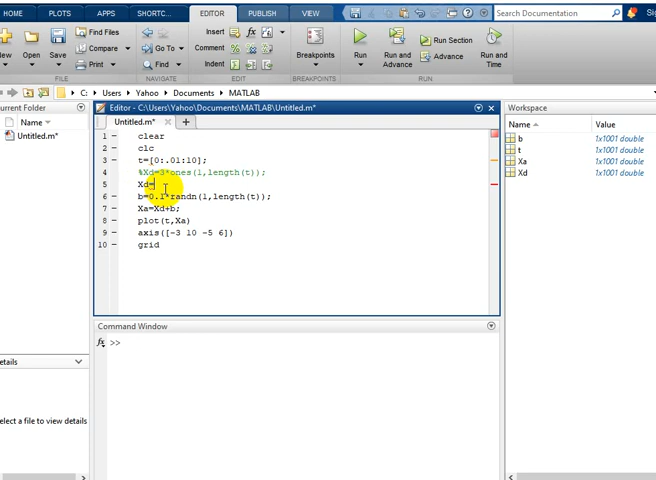 HOME PLOTS APPS SHORTC... EDITOR PUBLISH VIEW Search Documentation
New Open Save Find Files Compare Print Go To Find Insert Comment Indent Breakpoints Run Run and Advance Run Section Advance Run and Time
FILE NAVIGATE EDIT BREAKPOINTS RUN
C: Users Yahoo Documents MATLAB
Current Folder
Name
Untitled.m*
Editor - C:\Users\Yahoo\Documents\MATLAB\Untitled.m*
Untitled.m*
1 - clear
2 - clc
3 - t=[0:.01:10];
4 %Xd=3*ones(1,length(t));
5 Xd=
6 - b=0.1*randn(1,length(t));
7 - Xa=Xd+b;
8 - plot(t,Xa)
9 - axis([-3 10 -5 6])
10 - grid
Workspace
Name Value
b 1x1001 double
t 1x1001 double
Xa 1x1001 double
Xd 1x1001 double
Command Window
fx >>
etails
elect a file to view details